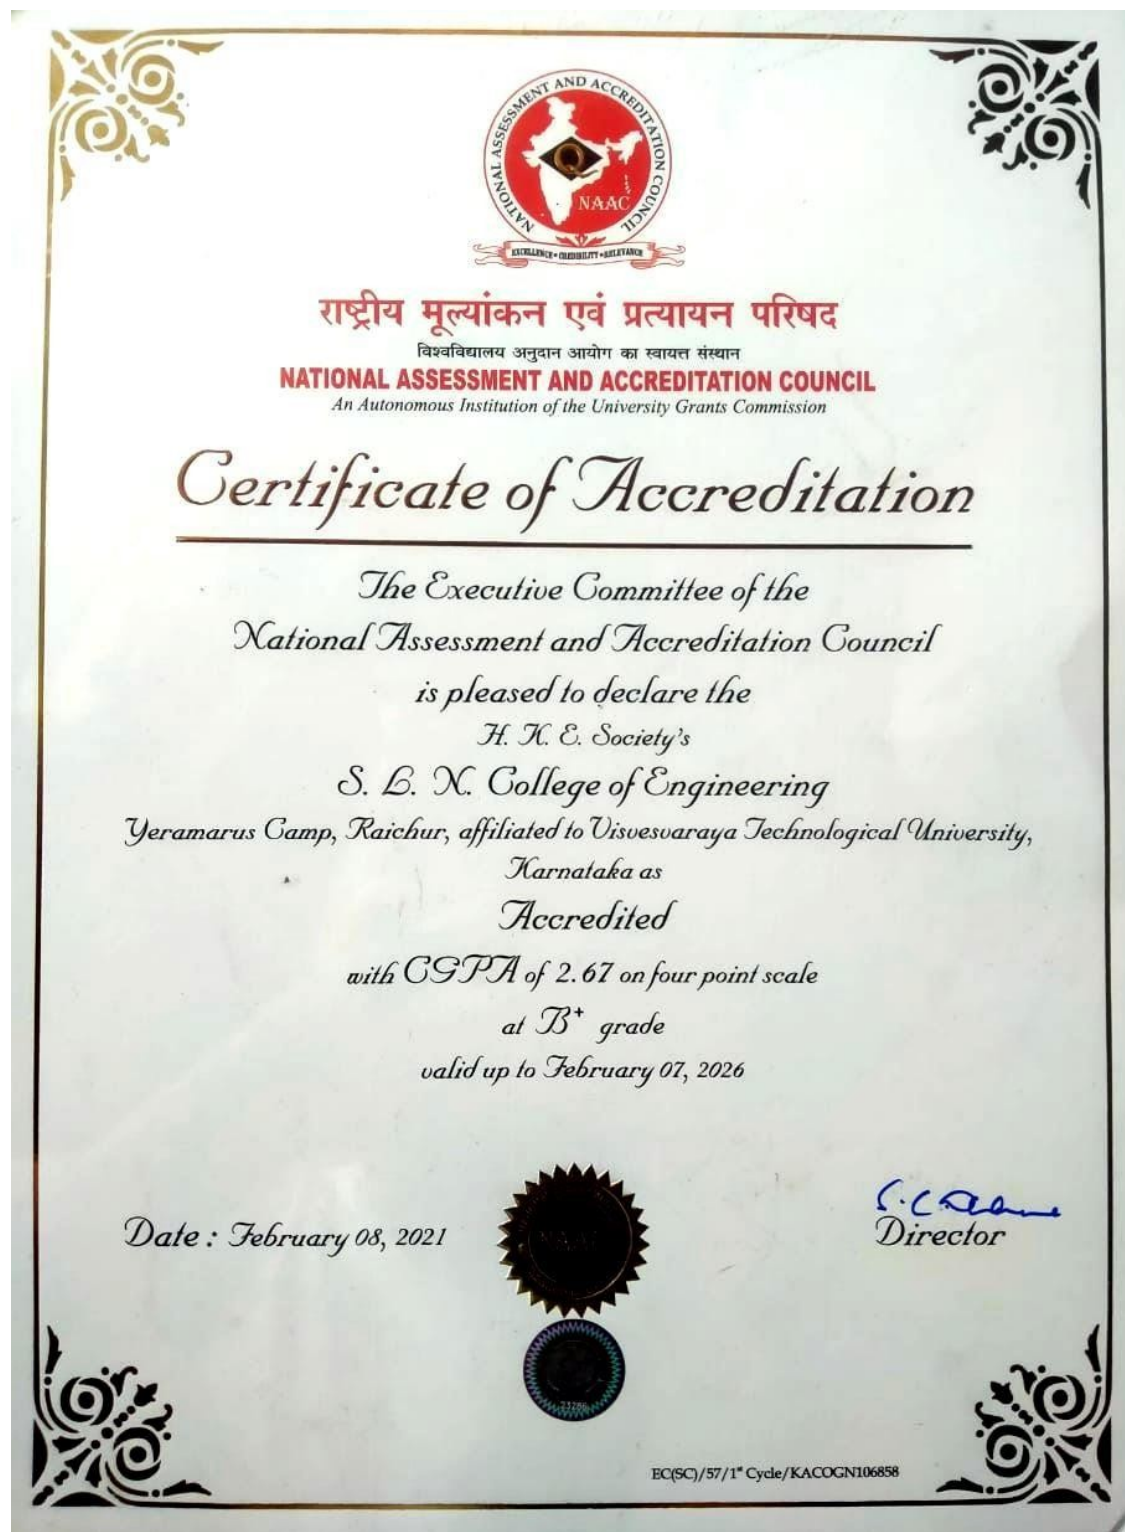 NATIONAL ASSESSMENT AND ACCREDITATION COUNCIL
Q
NAAC
EXCELLENCE • CREDIBILITY • RELEVANCE
राष्ट्रीय मूल्यांकन एवं प्रत्यायन परिषद
विश्वविद्यालय अनुदान आयोग का स्वायत्त संस्थान
NATIONAL ASSESSMENT AND ACCREDITATION COUNCIL
An Autonomous Institution of the University Grants Commission
Certificate of Accreditation
The Executive Committee of the
National Assessment and Accreditation Council
is pleased to declare the
H. K. E. Society's
S. L. N. College of Engineering
Yeramarus Camp, Raichur, affiliated to Visvesvaraya Technological University,
Karnataka as
Accredited
with CGPA of 2.67 on four point scale
at B⁺ grade
valid up to February 07, 2026
Date : February 08, 2021
Director
NAAC
EC(SC)/57/1st Cycle/KACOGN106858